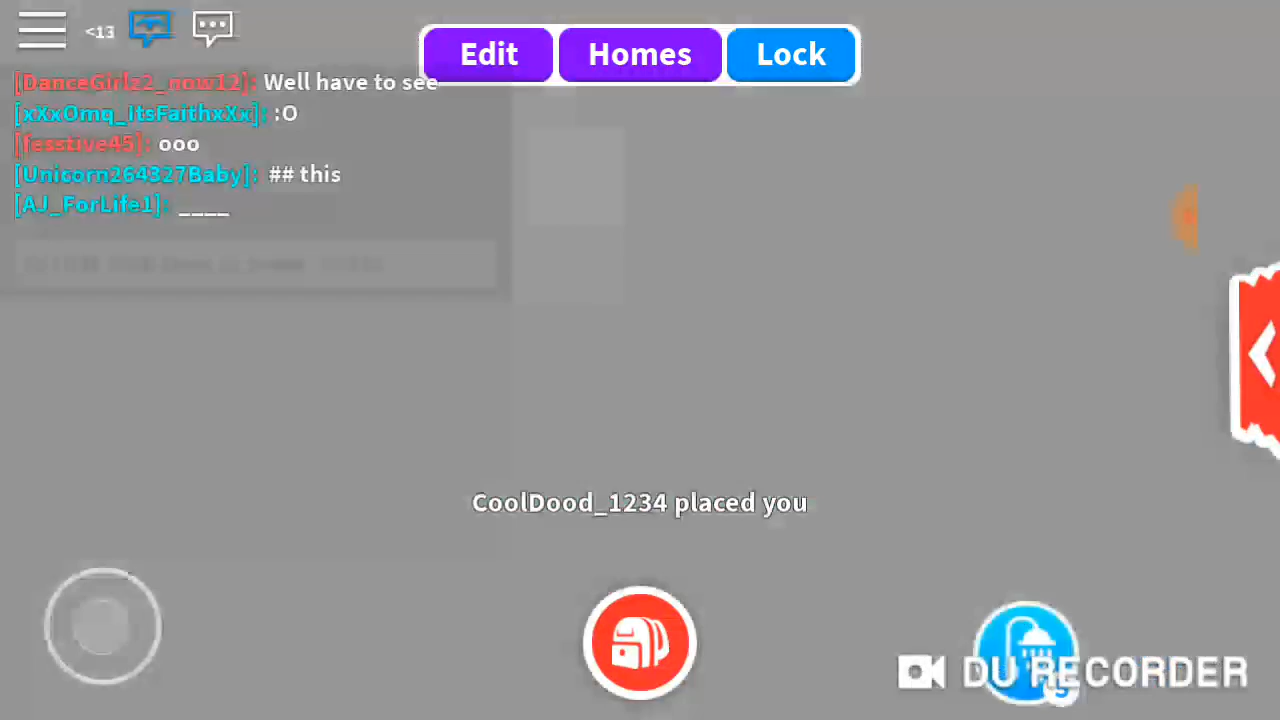 <13
Edit Homes Lock
[DanceGirlz2_now12]: Well have to see
[xXxOmq_ItsFaithxXx]: :O
[fesstive45]: ooo
[Unicorn264327Baby]: ## this
[AJ_ForLife1]: ____
CoolDood_1234 placed you
DU RECORDER